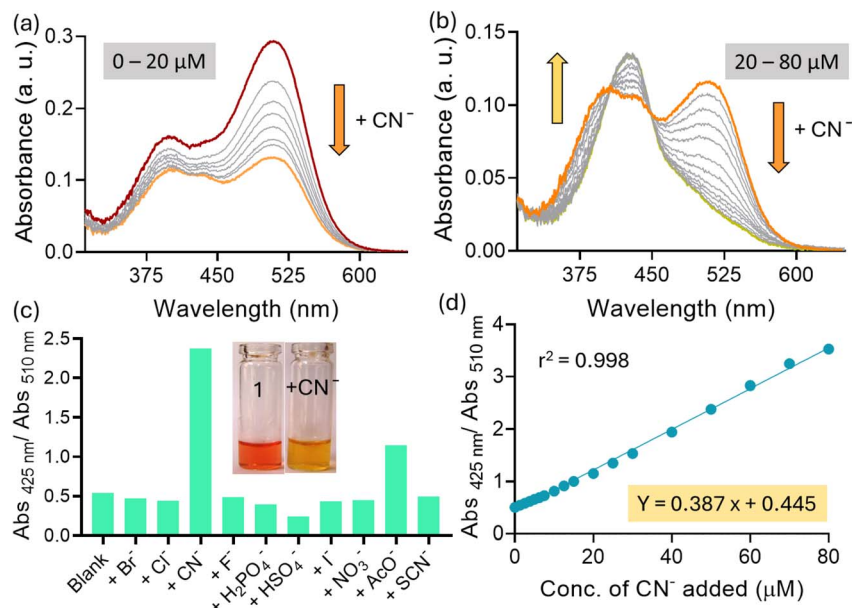 (a)
Absorbance (a. u.)
0.3
0.2
0.1
0.0
0 – 20 μM
+ CN⁻
375 450 525 600
Wavelength (nm)
(b)
Absorbance (a. u.)
0.15
0.10
0.05
0.00
20 – 80 μM
+ CN⁻
375 450 525 600
Wavelength (nm)
(c)
Abs 425 nm/ Abs 510 nm
2.5
2.0
1.5
1.0
0.5
0.0
1
+CN⁻
Blank
+ Br⁻
+ Cl⁻
+ CN⁻
+ F⁻
+ H₂PO₄⁻
+ HSO₄⁻
+ I⁻
+ NO₃⁻
+ AcO⁻
+ SCN⁻
(d)
Abs 425 nm/ Abs 510 nm
4
3
2
1
0
r² = 0.998
Y = 0.387 x + 0.445
0 20 40 60 80
Conc. of CN⁻ added (μM)